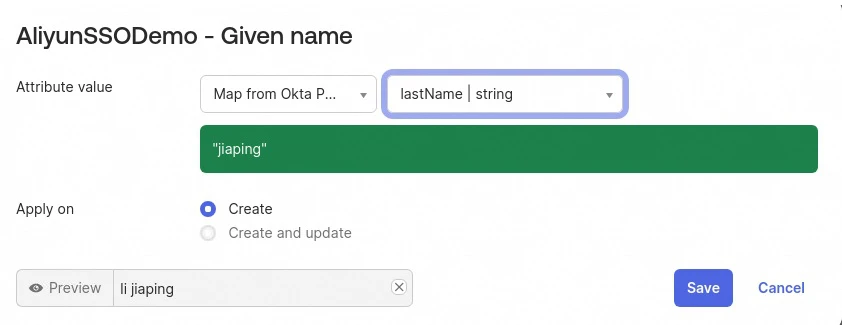 AliyunSSODemo - Given name
Attribute value
Map from Okta P...
lastName | string
"jiaping"
Apply on
Create
Create and update
Preview
li jiaping
Save
Cancel